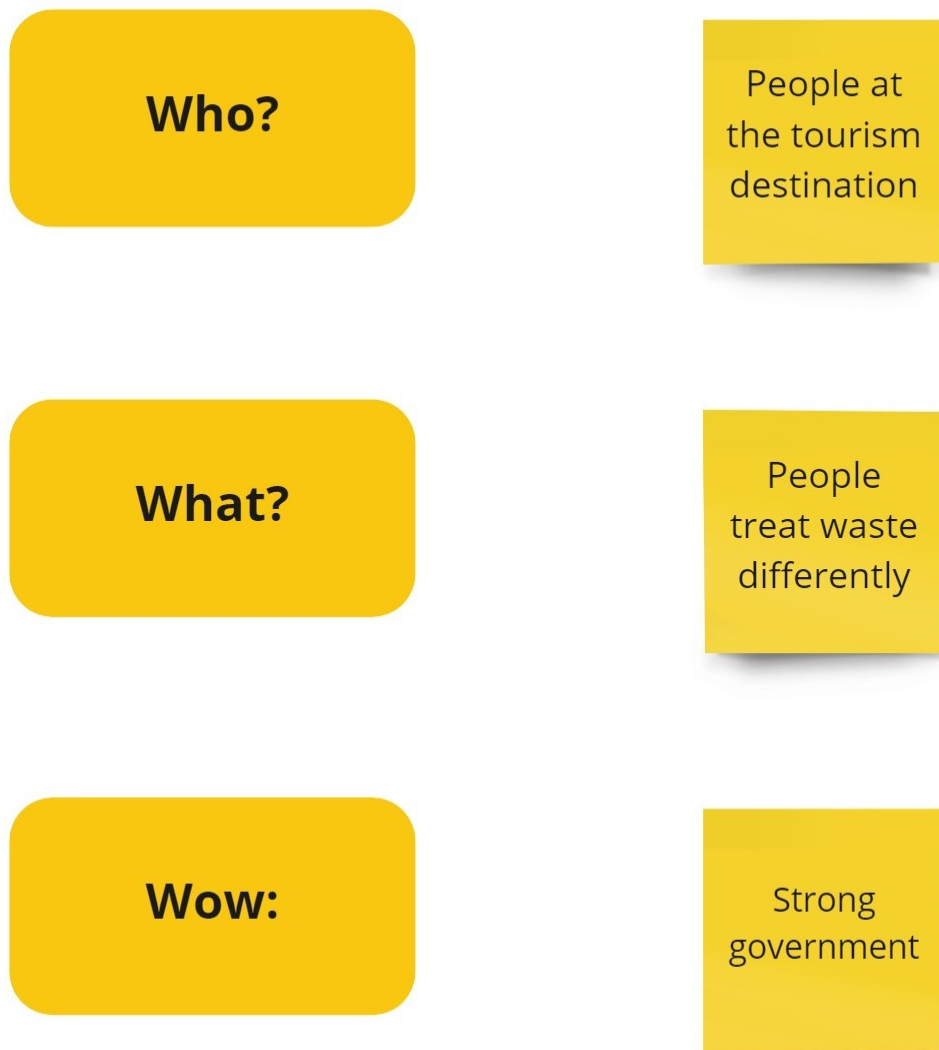 Who?
People at
the tourism
destination
What?
People
treat waste
differently
Wow:
Strong
government